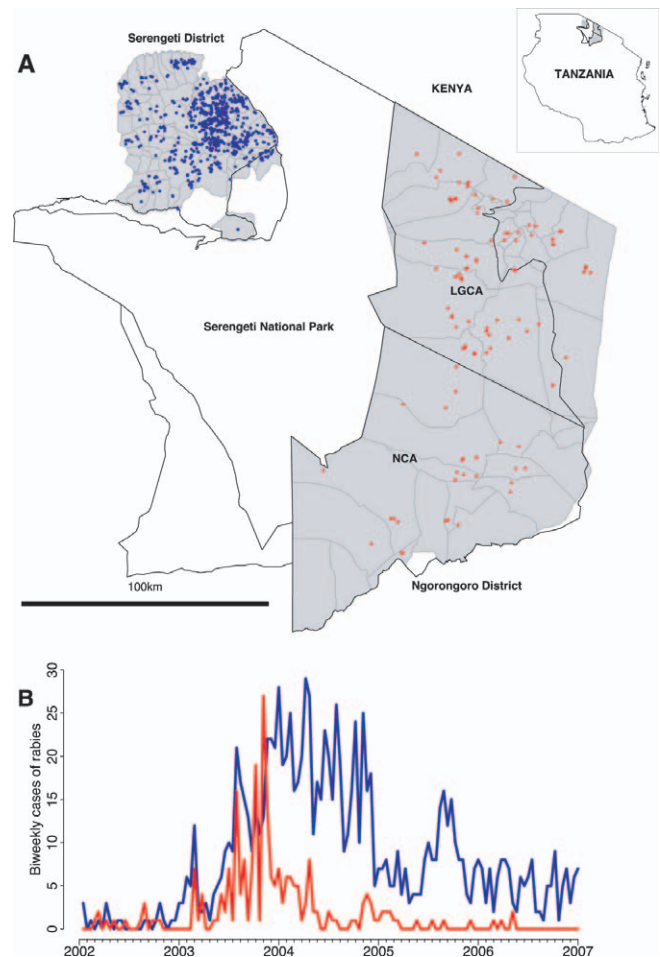 Serengeti District
A
TANZANIA
KENYA
LGCA
Serengeti National Park
NCA
100km
Ngorongoro District
B
Biweekly cases of rabies
30
25
20
15
10
5
0
2002 2003 2004 2005 2006 2007